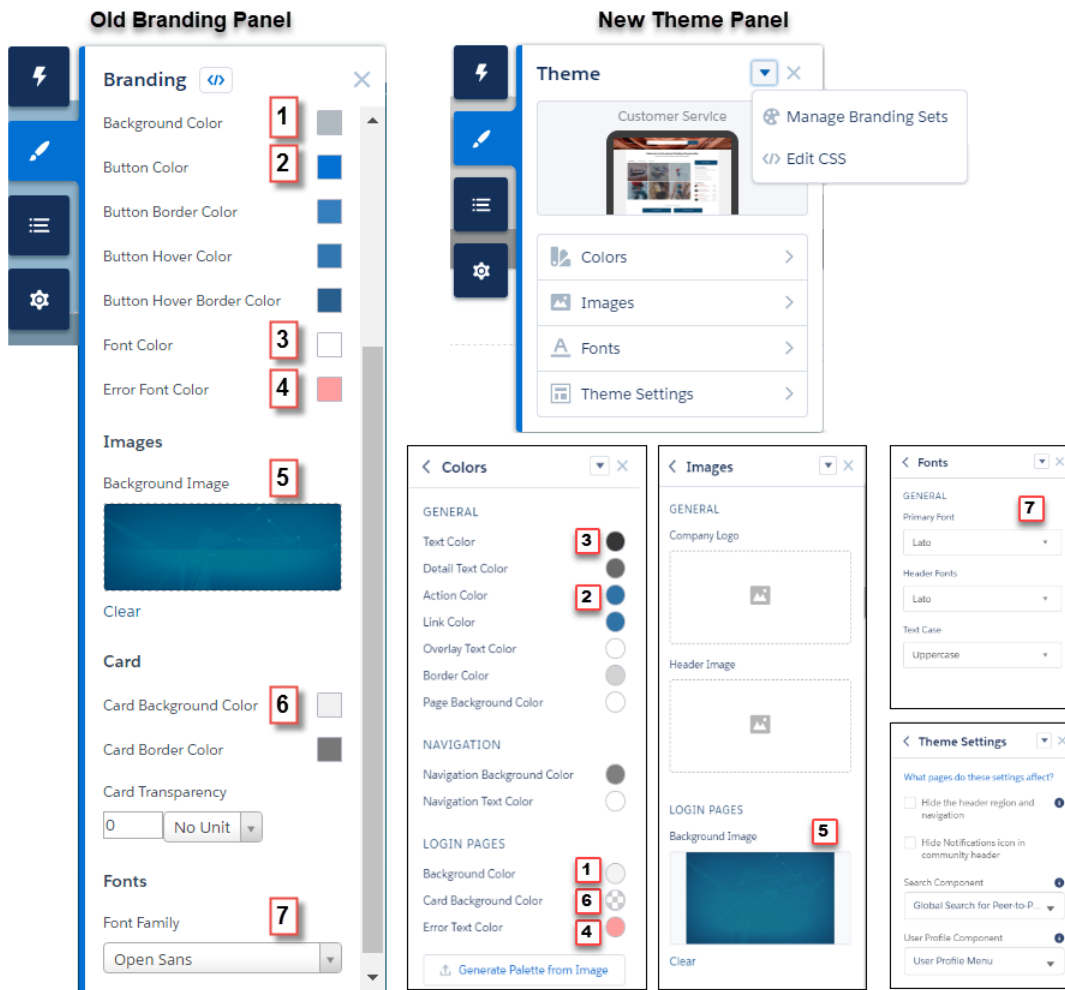 Old Branding Panel
Branding </>
Background Color 1
Button Color 2
Button Border Color
Button Hover Color
Button Hover Border Color
Font Color 3
Error Font Color 4
Images
Background Image 5
Clear
Card
Card Background Color 6
Card Border Color
Card Transparency
0 No Unit
Fonts
Font Family 7
Open Sans
New Theme Panel
Theme
Customer Service
Manage Branding Sets
</> Edit CSS
Colors
Images
Fonts
Theme Settings
Colors
GENERAL
Text Color 3
Detail Text Color
Action Color 2
Link Color
Overlay Text Color
Border Color
Page Background Color
NAVIGATION
Navigation Background Color
Navigation Text Color
LOGIN PAGES
Background Color 1
Card Background Color 6
Error Text Color 4
Generate Palette from Image
Images
GENERAL
Company Logo
Header Image
LOGIN PAGES
Background Image 5
Clear
Fonts
GENERAL
Primary Font 7
Lato
Header Fonts
Lato
Text Case
Uppercase
Theme Settings
What pages do these settings affect?
Hide the header region and
navigation
Hide Notifications icon in
community header
Search Component
Global Search for Peer-to-P...
User Profile Component
User Profile Menu